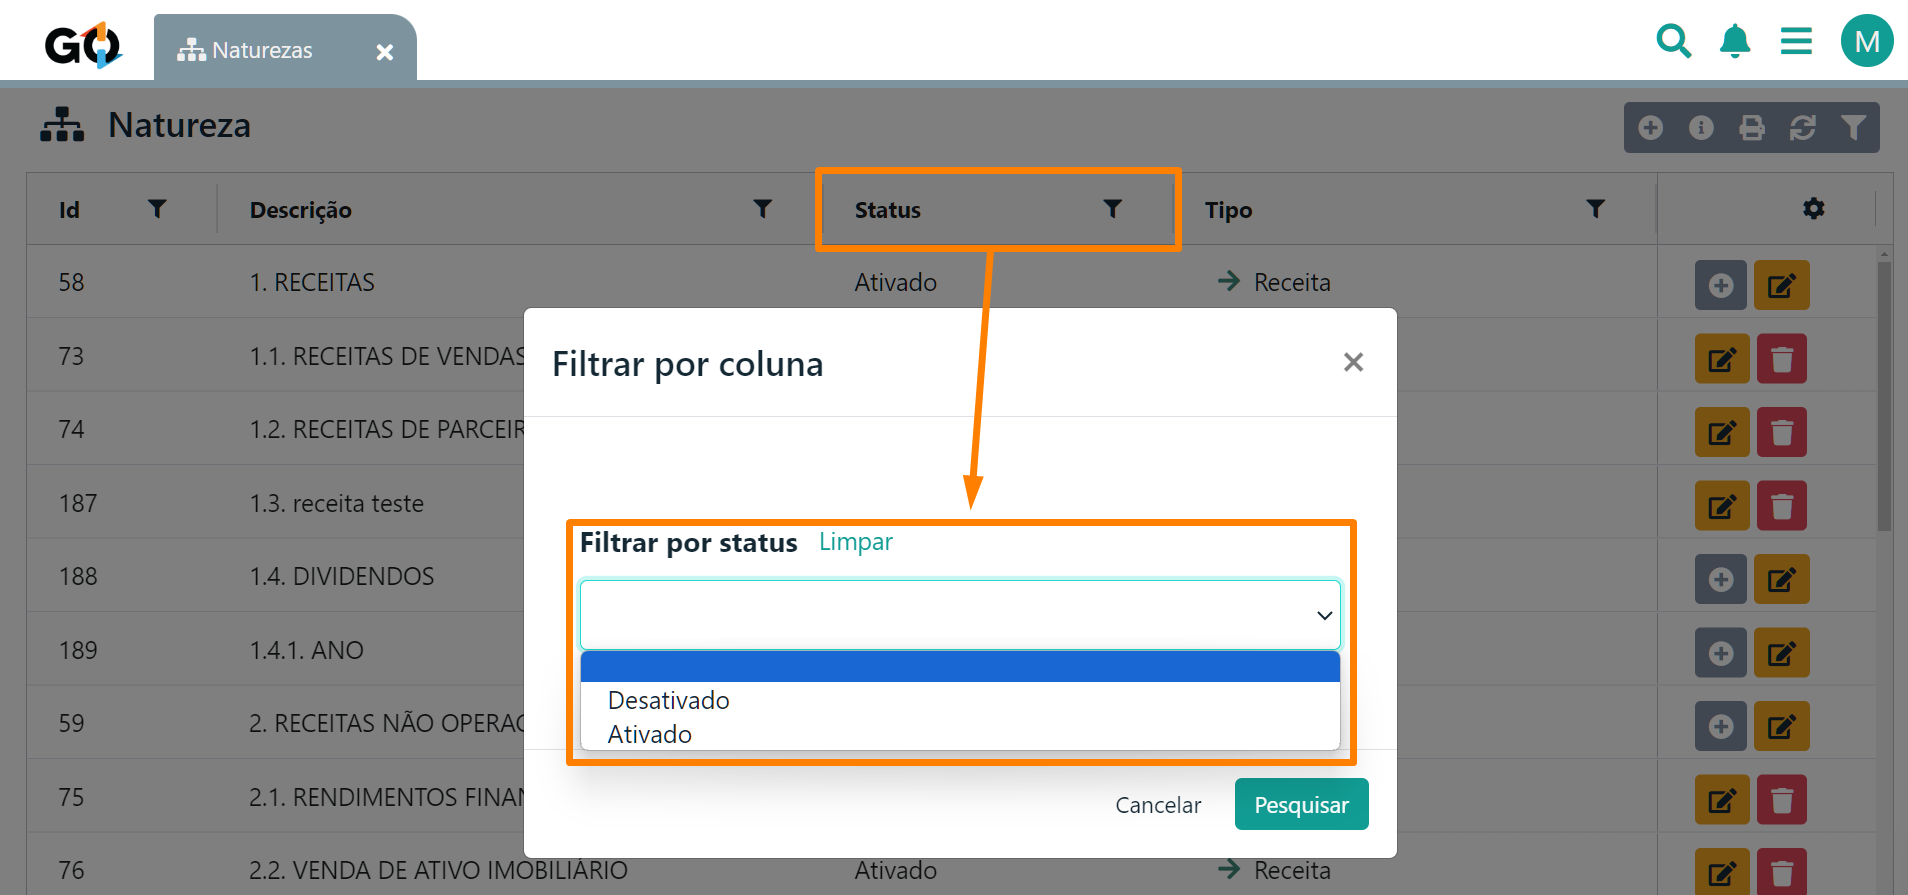 GO Naturezas M
Natureza
Id Descrição Status Tipo
58 1. RECEITAS Ativado Receita
Filtrar por coluna
73 1.1. RECEITAS DE VENDAS
74 1.2. RECEITAS DE PARCEIR
187 1.3. receita teste
Filtrar por status Limpar
188 1.4. DIVIDENDOS
189 1.4.1. ANO
Desativado
59 2. RECEITAS NÃO OPERAC
Ativado
75 2.1. RENDIMENTOS FINAN
Cancelar Pesquisar
76 2.2. VENDA DE ATIVO IMOBILIÁRIO Ativado Receita